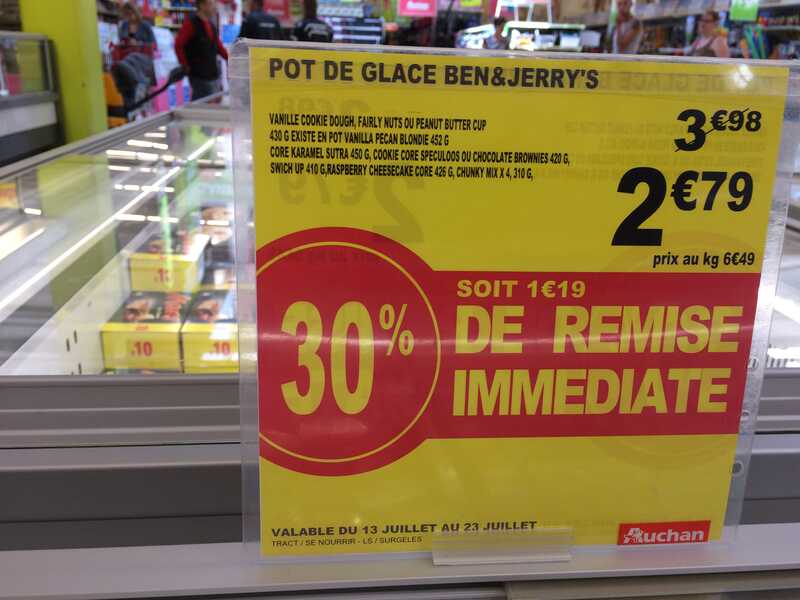 POT DE GLACE BEN&JERRY'S
VANILLE COOKIE DOUGH, FAIRLY NUTS OU PEANUT BUTTER CUP
430 G EXISTE EN POT VANILLA PECAN BLONDIE 452 G
CORE KARAMEL SUTRA 450 G, COOKIE CORE SPECULOOS OU CHOCOLATE BROWNIES 420 G,
SWICH UP 410 G,RASPBERRY CHEESECAKE CORE 426 G, CHUNKY MIX X 4, 310 G,
3€98
2€79
prix au kg 6€49
30%
SOIT 1€19
DE REMISE
IMMEDIATE
VALABLE DU 13 JUILLET AU 23 JUILLET
TRACT / SE NOURRIR - LS / SURGELES
Auchan